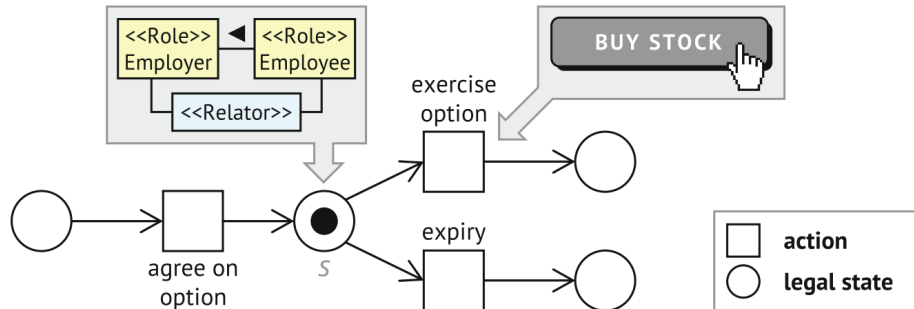 <<Role>>
Employer
<<Role>>
Employee
<<Relator>>
BUY STOCK
exercise
option
agree on
option
S
expiry
action
legal state